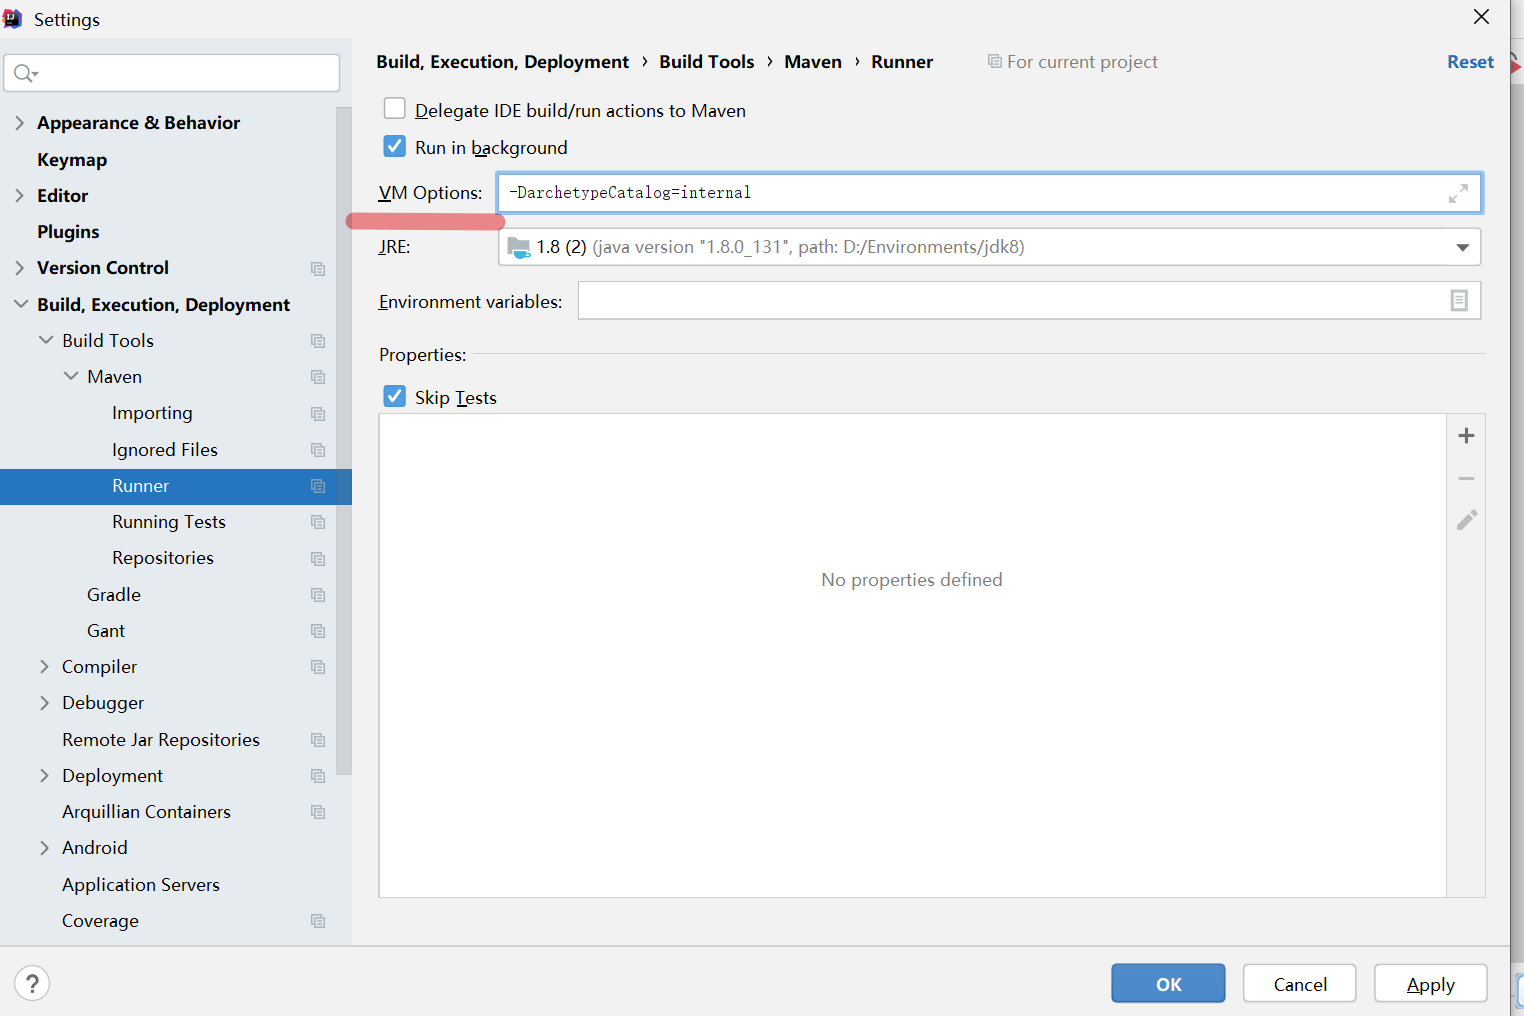 Settings
Build, Execution, Deployment › Build Tools › Maven › Runner For current project Reset
Delegate IDE build/run actions to Maven
Run in background
VM Options: -DarchetypeCatalog=internal
JRE: 1.8 (2) (java version "1.8.0_131", path: D:/Environments/jdk8)
Environment variables:
Properties:
Skip Tests
No properties defined
Appearance & Behavior
Keymap
Editor
Plugins
Version Control
Build, Execution, Deployment
Build Tools
Maven
Importing
Ignored Files
Runner
Running Tests
Repositories
Gradle
Gant
Compiler
Debugger
Remote Jar Repositories
Deployment
Arquillian Containers
Android
Application Servers
Coverage
? OK Cancel Apply